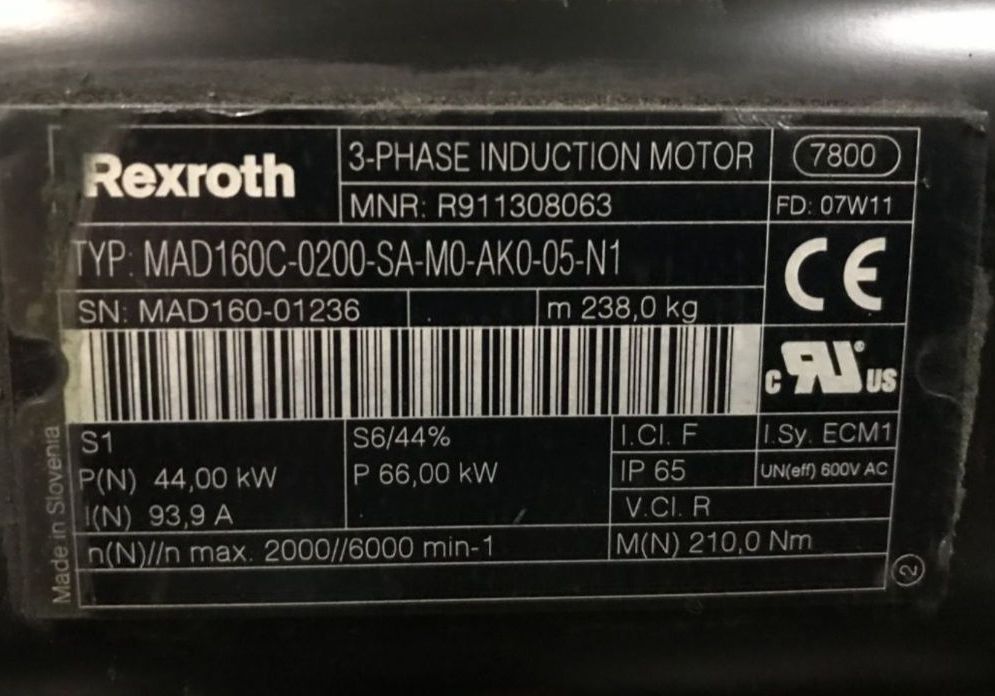 Rexroth
3-PHASE INDUCTION MOTOR
7800
MNR: R911308063
FD: 07W11
TYP: MAD160C-0200-SA-M0-AK0-05-N1
CE
SN: MAD160-01236
m 238,0 kg
c RU US
S1
S6/44%
I.Cl. F
I.Sy. ECM1
P(N) 44,00 kW
P 66,00 kW
IP 65
UN(eff) 600V AC
I(N) 93,9 A
V.Cl. R
n(N)//n max. 2000//6000 min-1
M(N) 210,0 Nm
Made in Slovenia
2